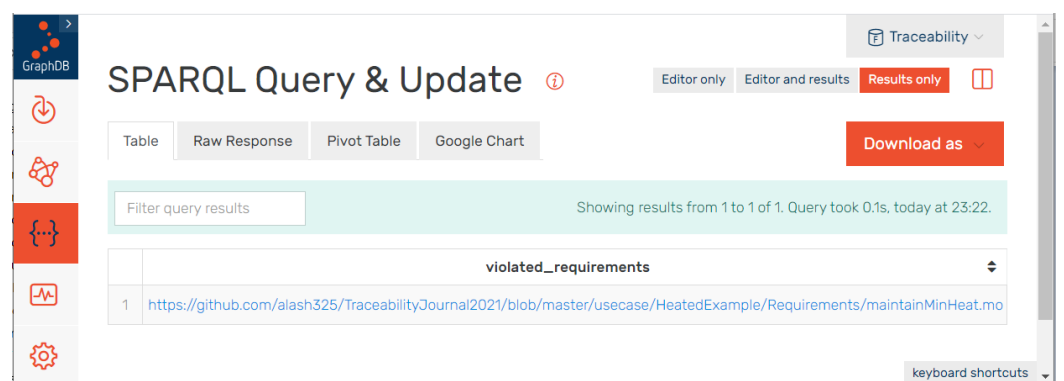 Traceability
GraphDB
SPARQL Query & Update
Editor only
Editor and results
Results only
Table
Raw Response
Pivot Table
Google Chart
Download as
Filter query results
Showing results from 1 to 1 of 1. Query took 0.1s, today at 23:22.
violated_requirements
1 https://github.com/alash325/TraceabilityJournal2021/blob/master/usecase/HeatedExample/Requirements/maintainMinHeat.mo
keyboard shortcuts